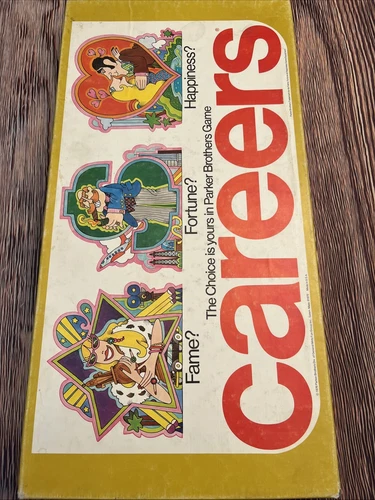 Fame?
Fortune?
Happiness?
The Choice is yours in Parker Brothers Game
careers®